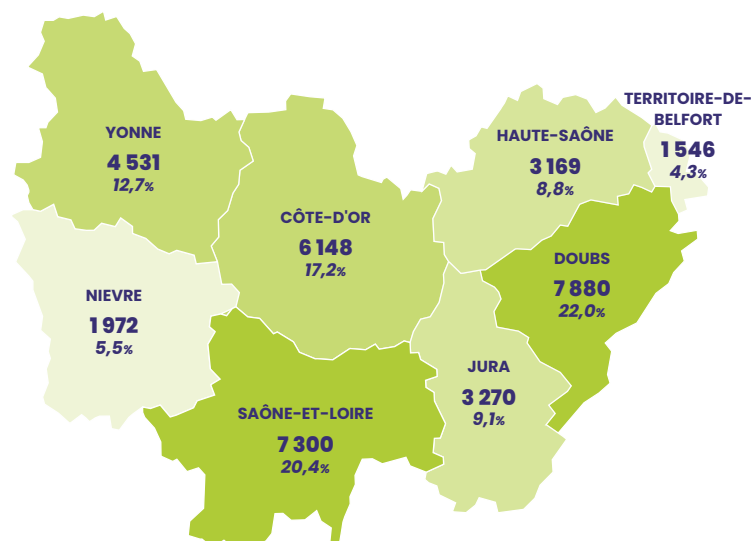 TERRITOIRE-DE-
BELFORT
1 546
4,3%
YONNE
4 531
12,7%
HAUTE-SAÔNE
3 169
8,8%
CÔTE-D'OR
6 148
17,2%
DOUBS
7 880
22,0%
NIEVRE
1 972
5,5%
JURA
3 270
9,1%
SAÔNE-ET-LOIRE
7 300
20,4%